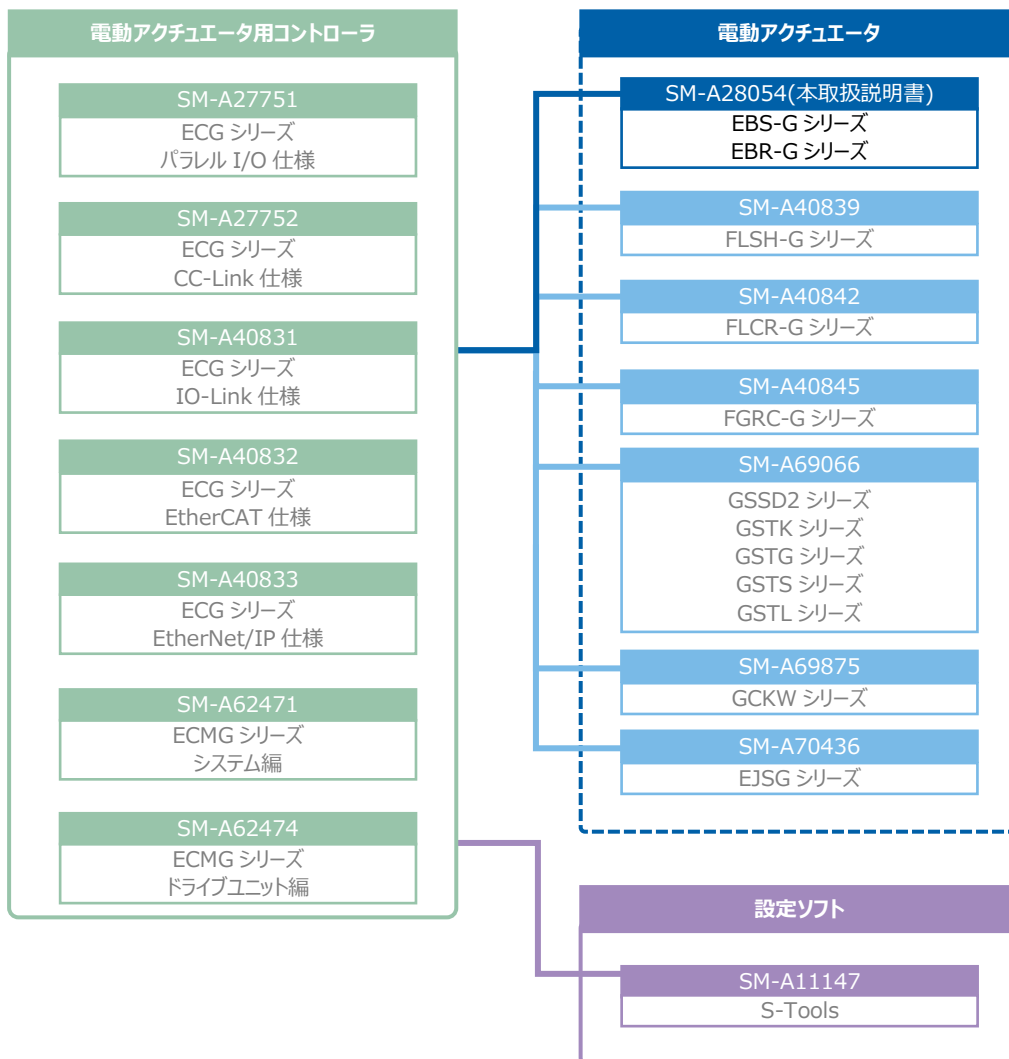 電動アクチュエータ用コントローラ
SM-A27751
ECG シリーズ
パラレル I/O 仕様
SM-A27752
ECG シリーズ
CC-Link 仕様
SM-A40831
ECG シリーズ
IO-Link 仕様
SM-A40832
ECG シリーズ
EtherCAT 仕様
SM-A40833
ECG シリーズ
EtherNet/IP 仕様
SM-A62471
ECMG シリーズ
システム編
SM-A62474
ECMG シリーズ
ドライブユニット編
電動アクチュエータ
SM-A28054(本取扱説明書)
EBS-G シリーズ
EBR-G シリーズ
SM-A40839
FLSH-G シリーズ
SM-A40842
FLCR-G シリーズ
SM-A40845
FGRC-G シリーズ
SM-A69066
GSSD2 シリーズ
GSTK シリーズ
GSTG シリーズ
GSTS シリーズ
GSTL シリーズ
SM-A69875
GCKW シリーズ
SM-A70436
EJSG シリーズ
設定ソフト
SM-A11147
S-Tools